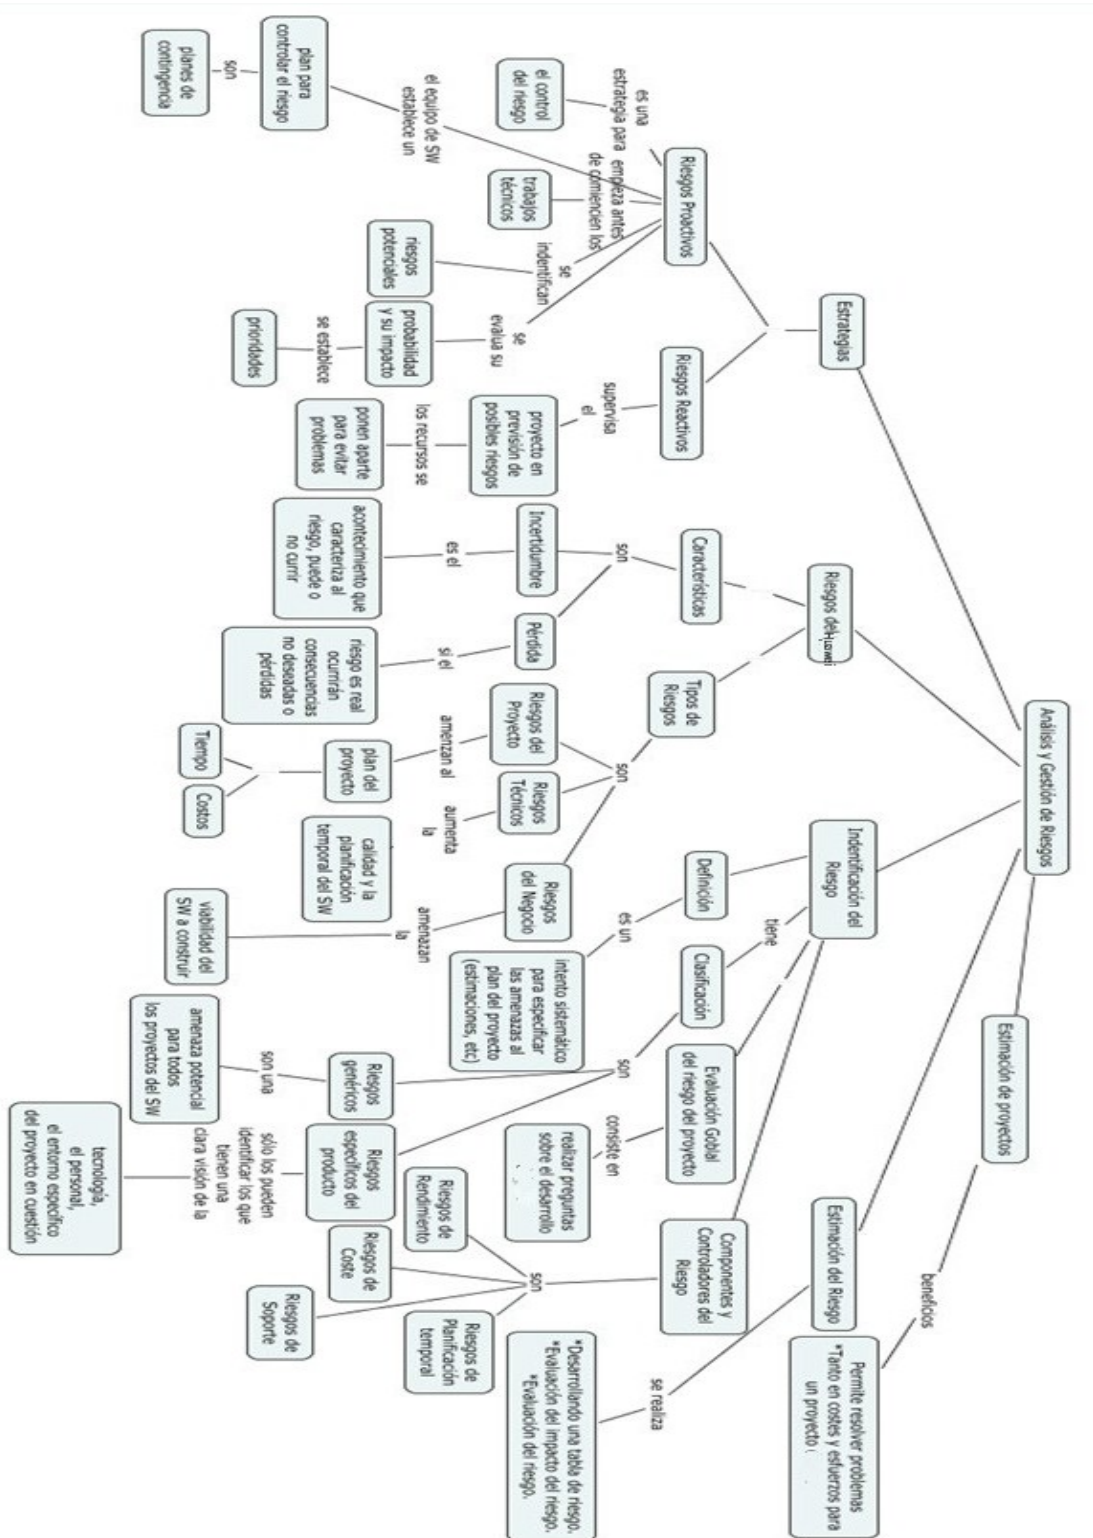 Análisis y Gestión de Riesgos
Estrategias
Riesgos Proactivos
es una
estrategia para
el control
del riesgo
empieza antes
de comiencien los
trabajos
técnicos
el equipo de SW
establece un
plan para
controlar el riesgo
son
planes de
contingencia
se
indentifican
riesgos
potenciales
se
evalua su
probabilidad
y su impacto
se establece
prioridades
Riesgos Reactivos
supervisa
el
proyecto en
previsión de
posibles riesgos
los recursos se
ponen aparte
para evitar
problemas
Riesgos del Huawei
Características
son
Incertidumbre
es el
acontecimiento que
caracteriza al
riesgo, puede o
no currir
Pérdida
si el
riesgo es real
ocurrirán
consecuencias
no deseadas o
pérdidas
Tipos de
Riesgos
son
Riesgos del
Proyecto
amenzan al
plan del
proyecto
Tiempo
Costos
Riesgos
Técnicos
aumenta
la
calidad y la
planificación
temporal del SW
Riesgos
del Negocio
amenazan
la
viabilidad del
SW a construir
Indentificación del
Riesgo
Definición
es un
intento sistemático
para especificar
las amenazas al
plan del proyecto
(estimaciones, etc)
tiene
Clasificación
son
Riesgos
genéricos
son una
amenaza potencial
para todos
los proyectos del SW
Riesgos
específicos del
producto
sólo los pueden
identificar los que
tienen una
clara visión de la
tecnología,
el personal,
el entorno específico
del proyecto en cuestión
Evaluación Goblal
del riesgo del proyecto
consiste en
realizar preguntas
sobre el desarrollo
Componentes y
Controladores del
Riesgo
son
Riesgos de
Rendimiento
Riesgos de
Coste
Riesgos de
Soporte
Riesgos de
Planificación
temporal
Estimación del Riesgo
se realiza
*Desarrollando una tabla de riesgo.
*Evaluación del impacto del riesgo.
*Evaluación del riesgo.
Estimación de proyectos
beneficios
Permite resolver problemas
*Tanto en costes y esfuerzos para
un proyecto (